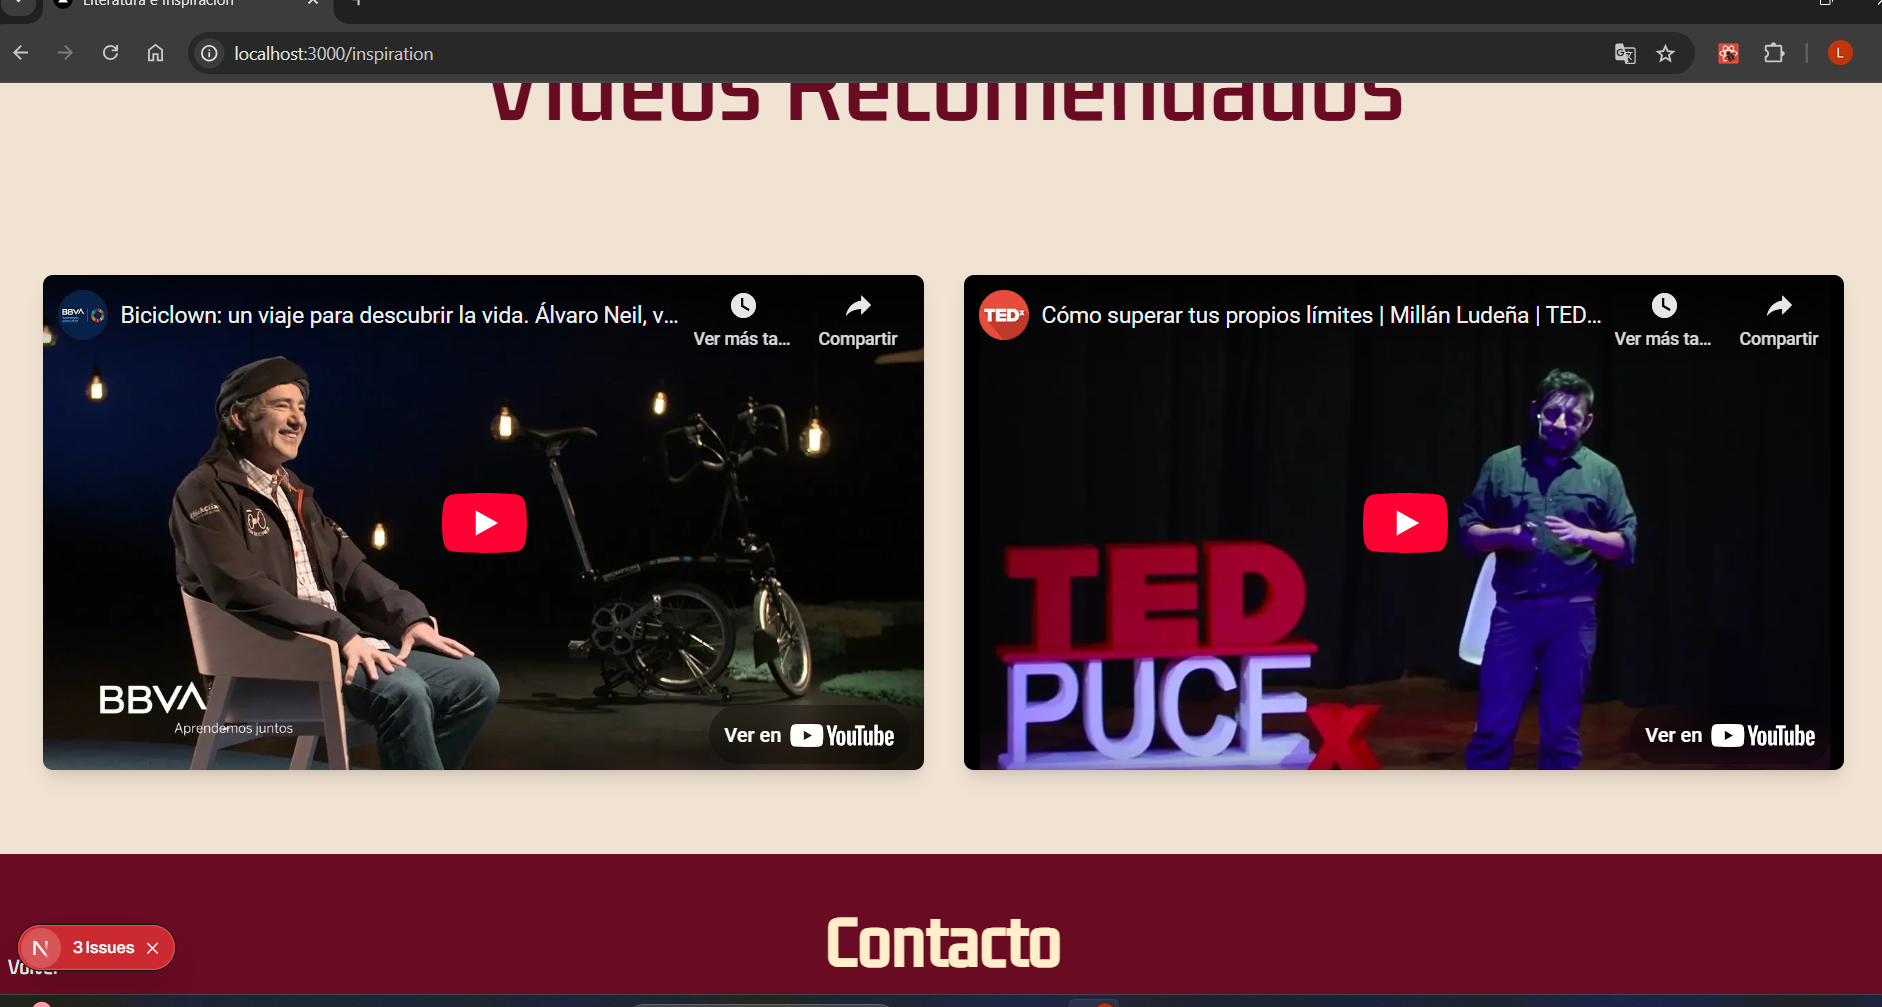 Literatura e Inspiración
localhost:3000/inspiration
L
Videos Recomendados
BBVA
Biciclown: un viaje para descubrir la vida. Álvaro Neil, v...
Ver más ta...
Compartir
BBVA
Aprendemos juntos
Ver en YouTube
TEDx
Cómo superar tus propios límites | Millán Ludeña | TED...
Ver más ta...
Compartir
TED
PUCE x
Ver en YouTube
Contacto
N 3 Issues
Volver